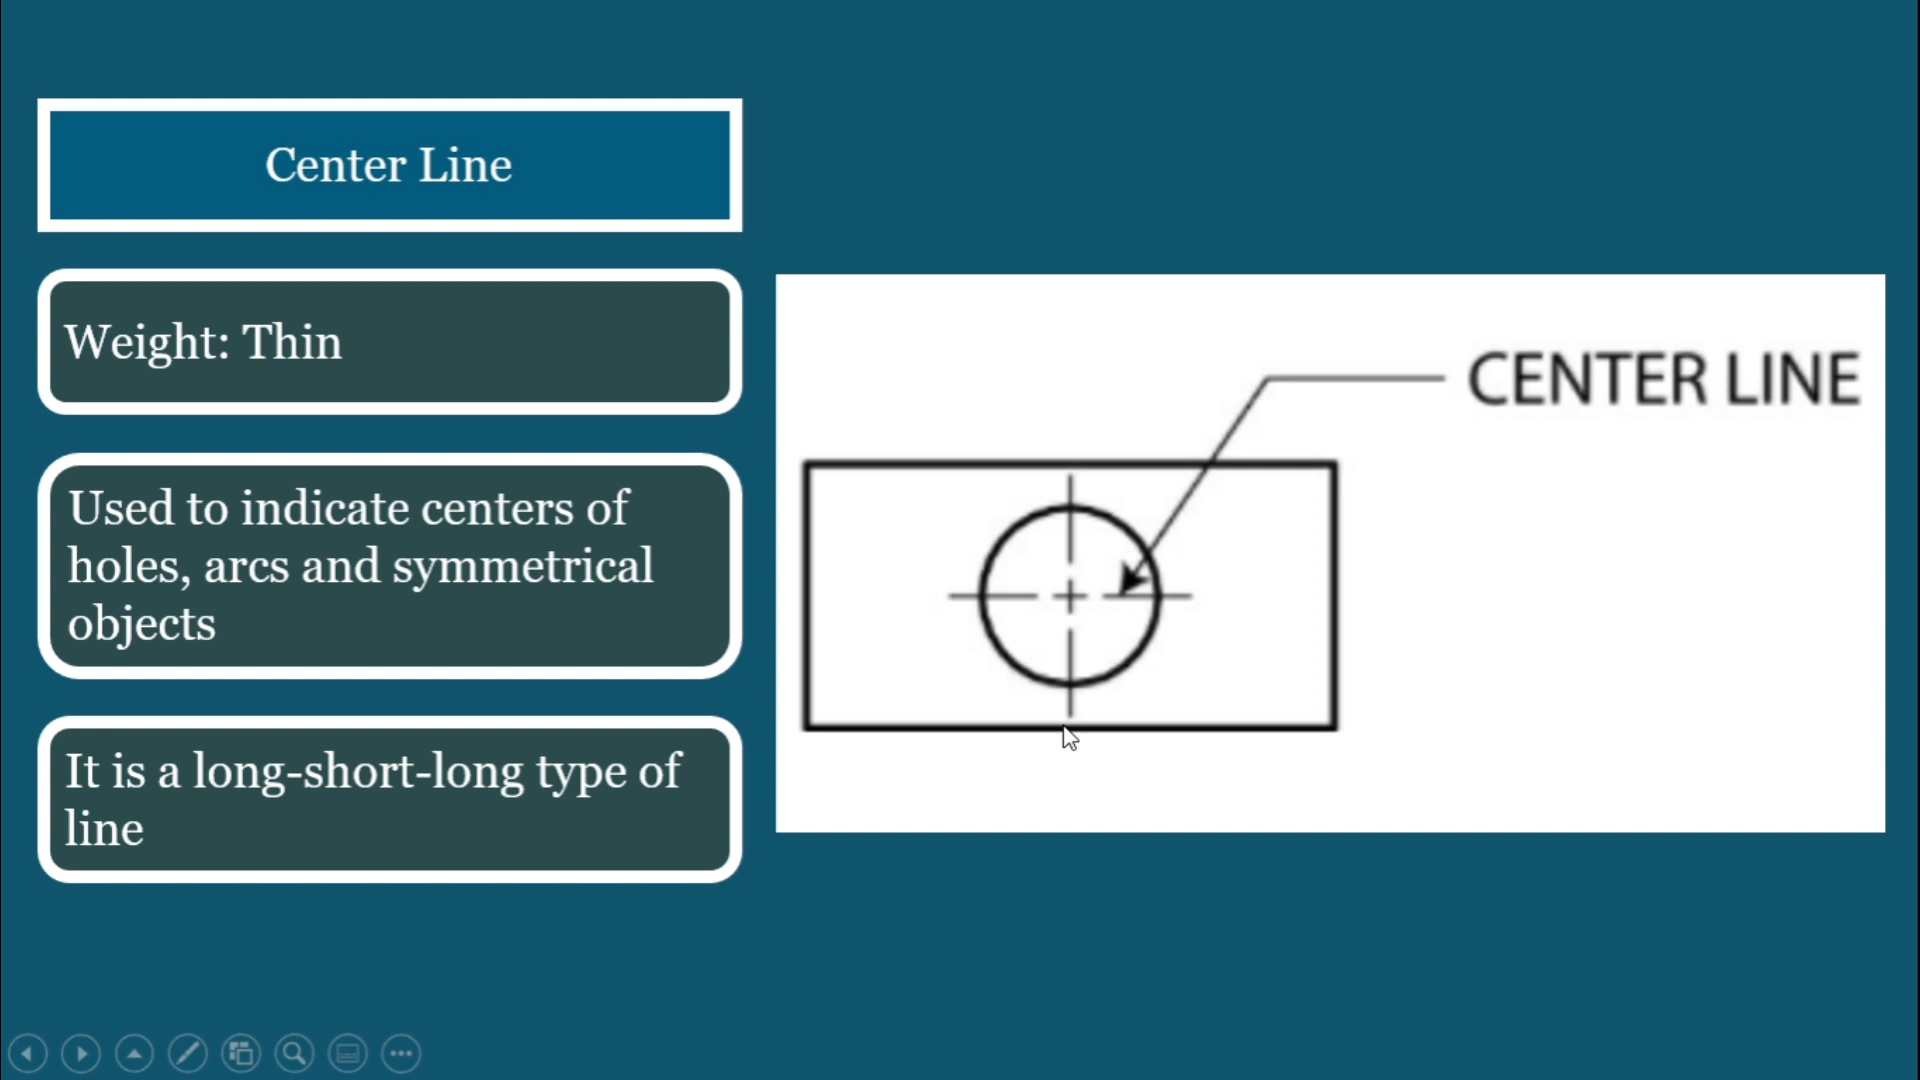 Center Line
Weight: Thin
Used to indicate centers of
holes, arcs and symmetrical
objects
It is a long-short-long type of
line
CENTER LINE